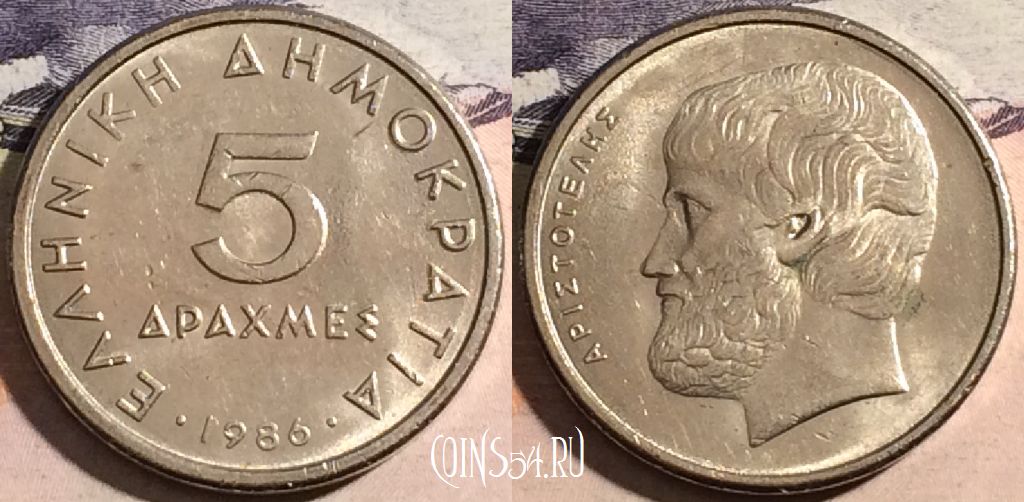 ΕΛΛΗΝΙΚΗ ΔΗΜΟΚΡΑΤΙΑ
5
ΔΡΑΧΜΕΣ
· 1986 ·
ΑΡΙΣΤΟΤΕΛΗΣ
COINS54.RU